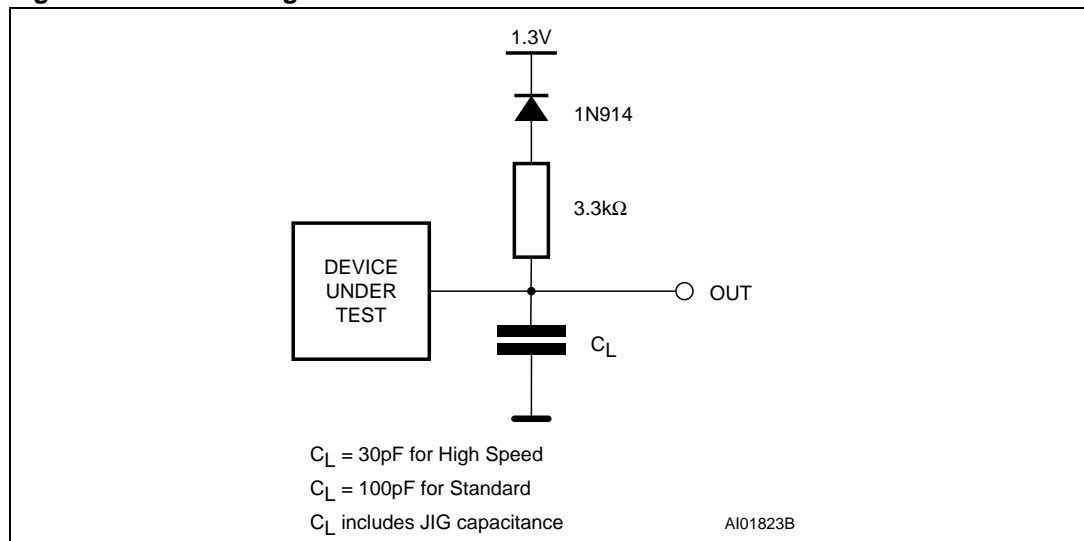 1.3V
1N914
3.3kΩ
DEVICE
UNDER
TEST
OUT
CL
CL = 30pF for High Speed
CL = 100pF for Standard
CL includes JIG capacitance
AI01823B